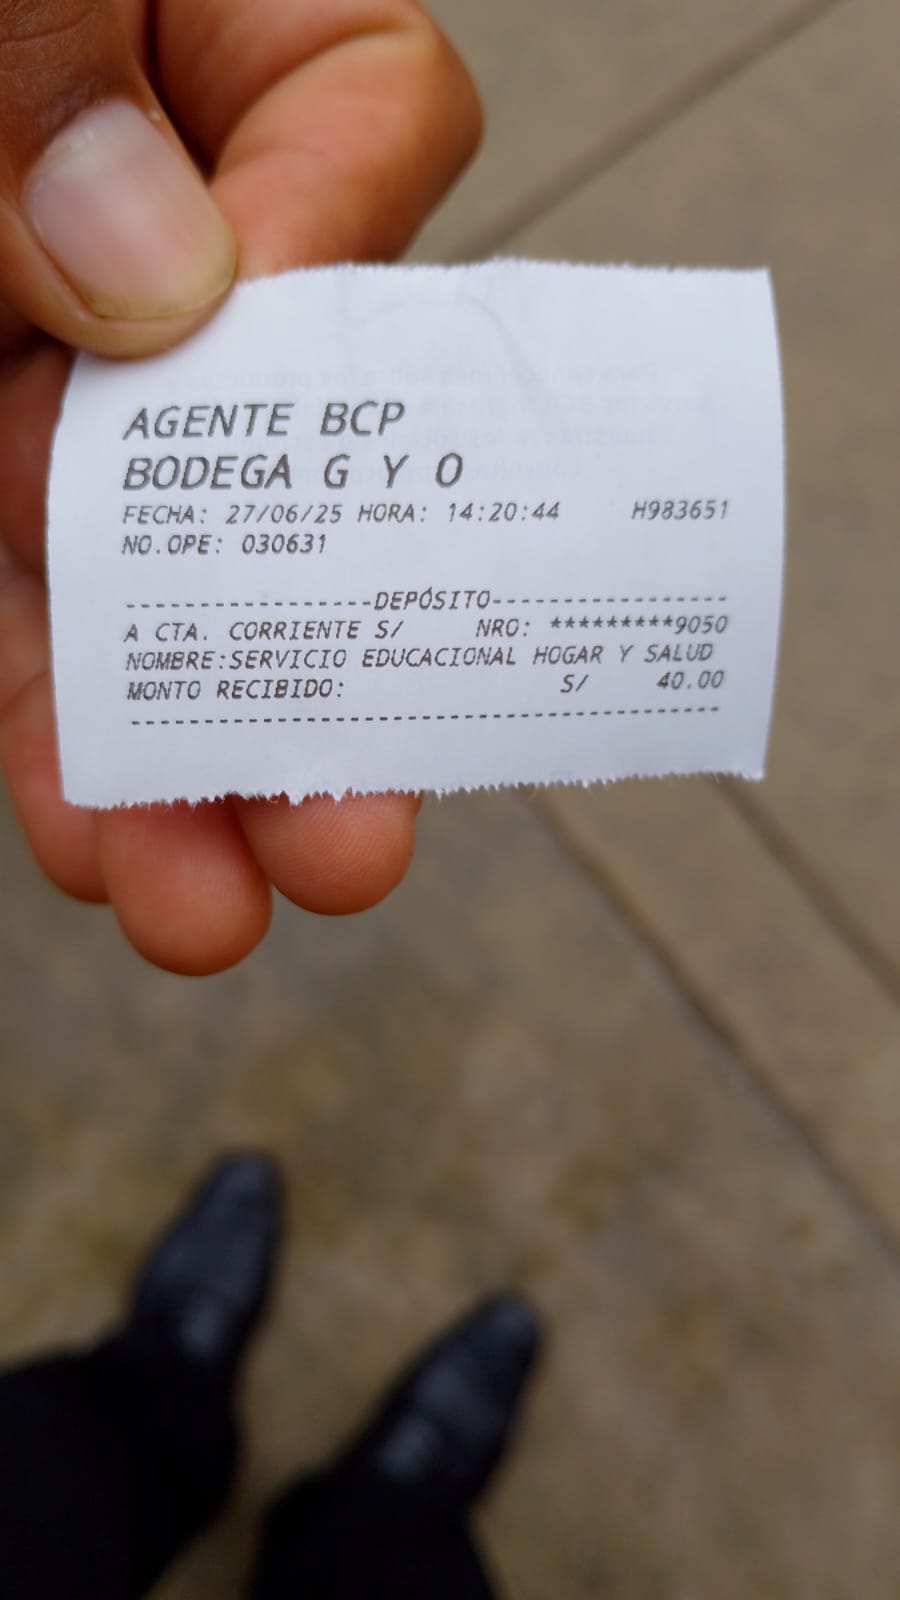 AGENTE BCP
BODEGA G Y O
FECHA: 27/06/25 HORA: 14:20:44 H983651
NO.OPE: 030631
-----------------DEPÓSITO-----------------
A CTA. CORRIENTE S/ NRO: *********9050
NOMBRE:SERVICIO EDUCACIONAL HOGAR Y SALUD
MONTO RECIBIDO: S/ 40.00
------------------------------------------